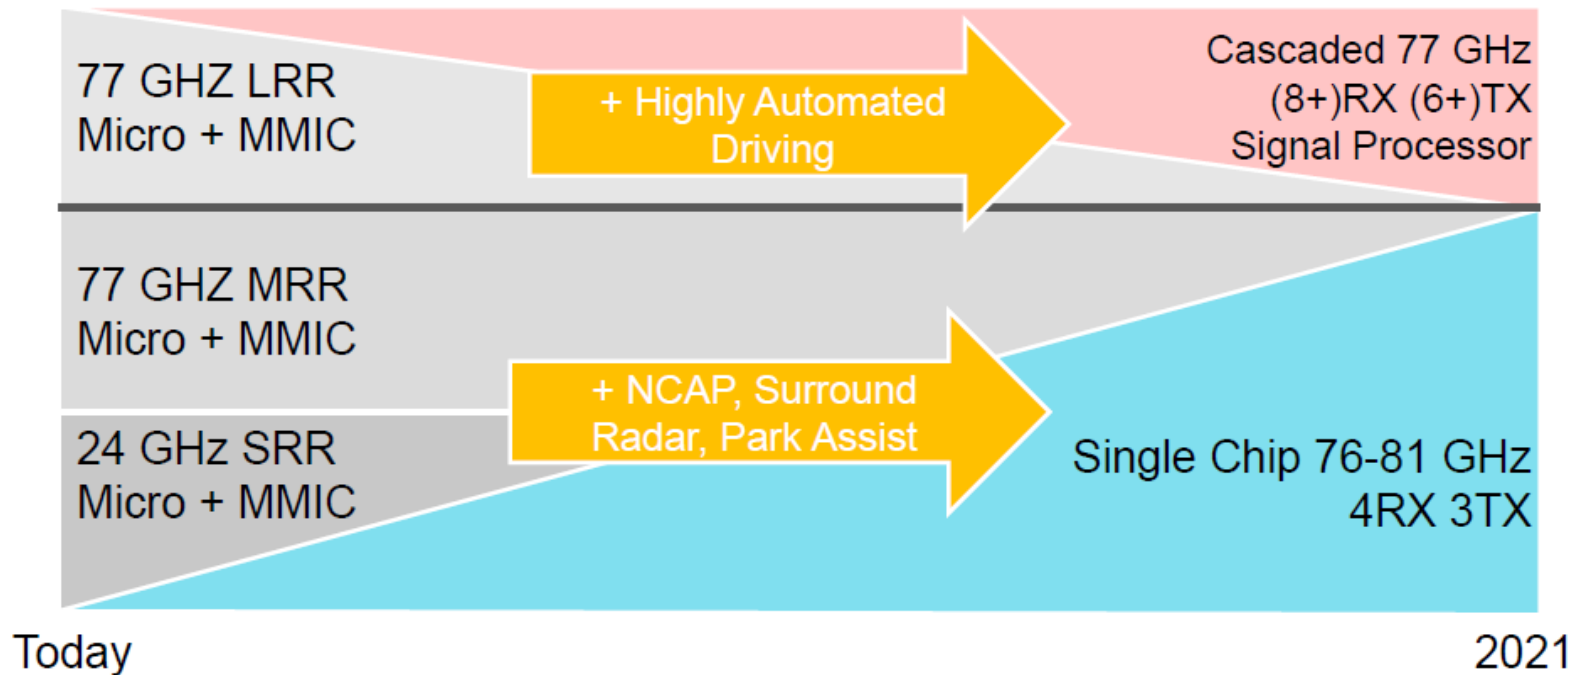 77 GHZ LRR
Micro + MMIC
+ Highly Automated
Driving
Cascaded 77 GHz
(8+)RX (6+)TX
Signal Processor
77 GHZ MRR
Micro + MMIC
+ NCAP, Surround
Radar, Park Assist
24 GHz SRR
Micro + MMIC
Single Chip 76-81 GHz
4RX 3TX
Today
2021